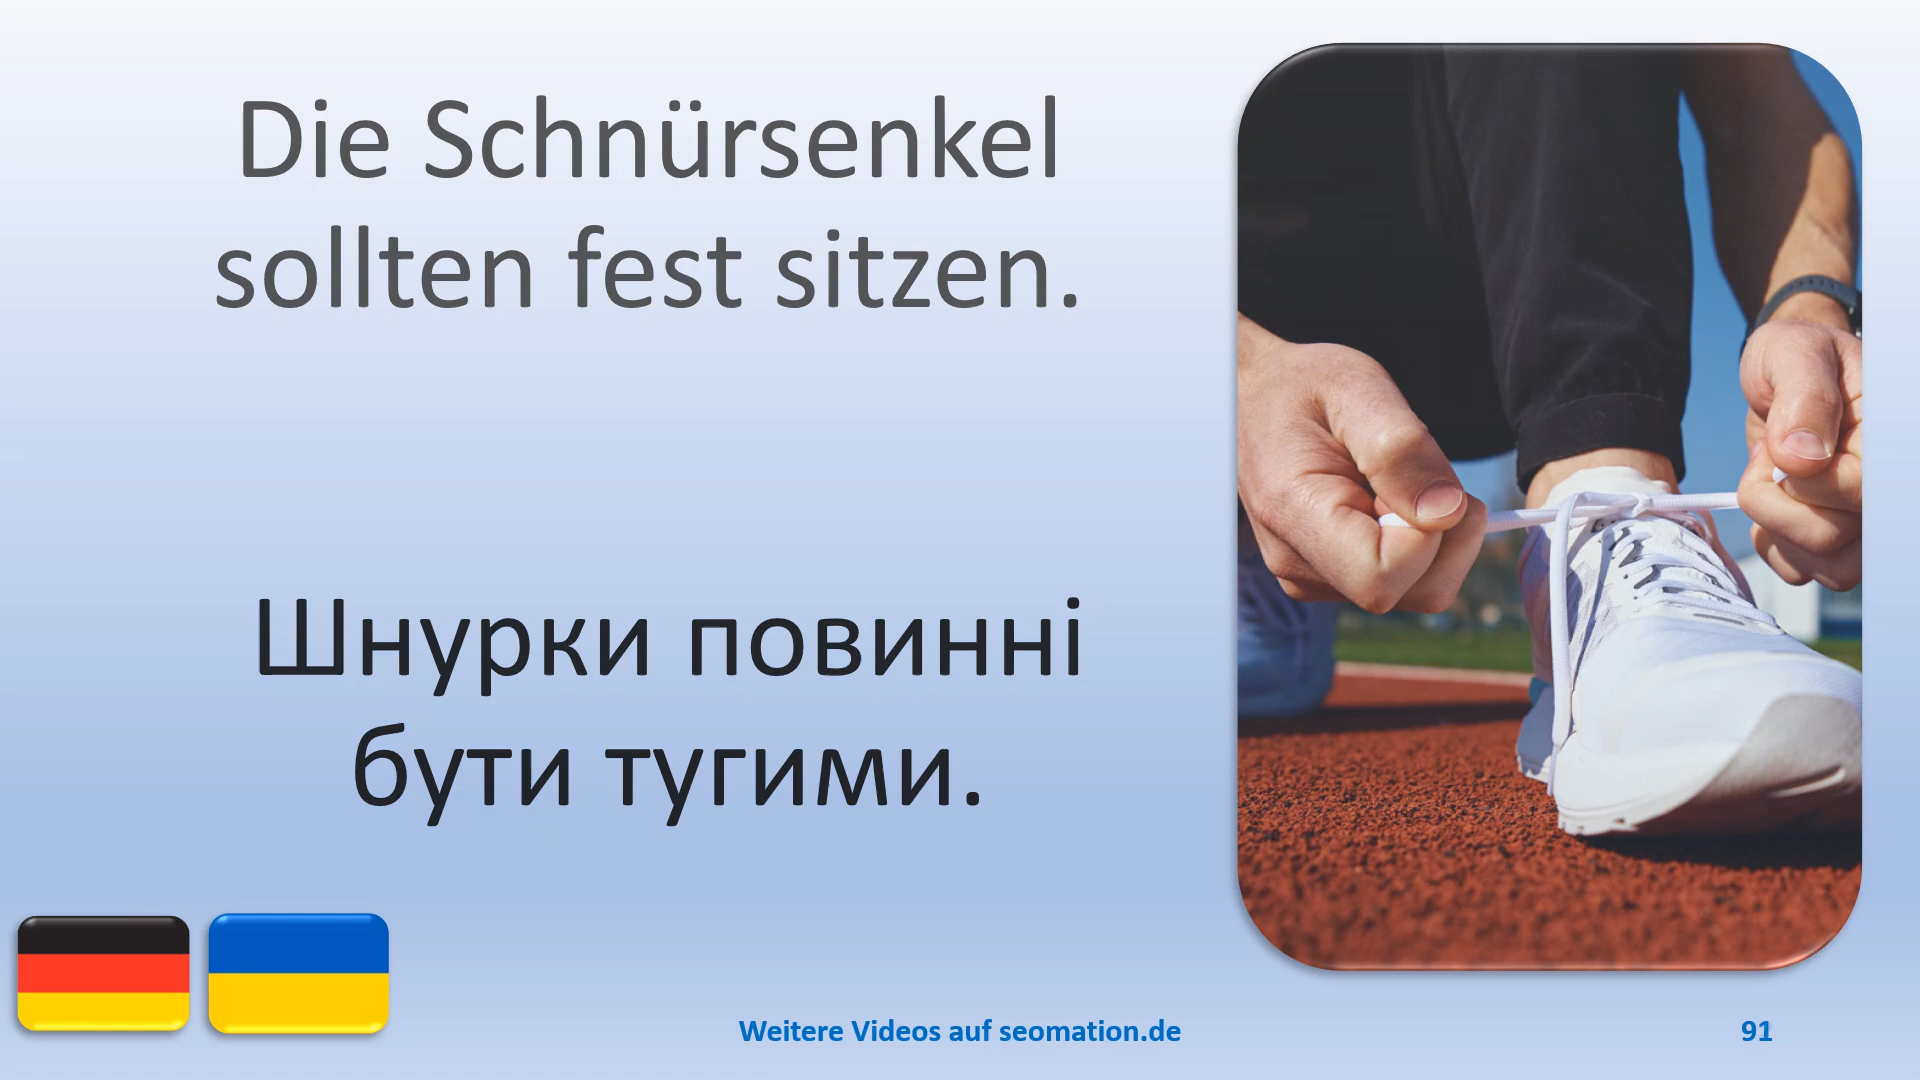 Die Schnürsenkel
sollten fest sitzen.
Шнурки повинні
бути тугими.
Weitere Videos auf seomation.de
91